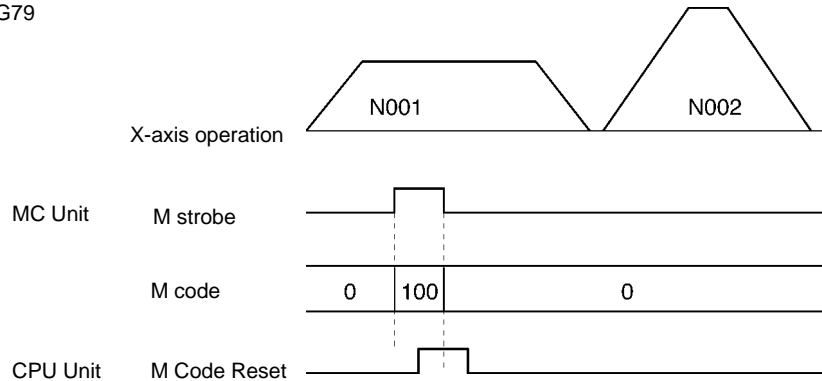 G79
N001
N002
X-axis operation
MC Unit M strobe
M code 0 100 0
CPU Unit M Code Reset